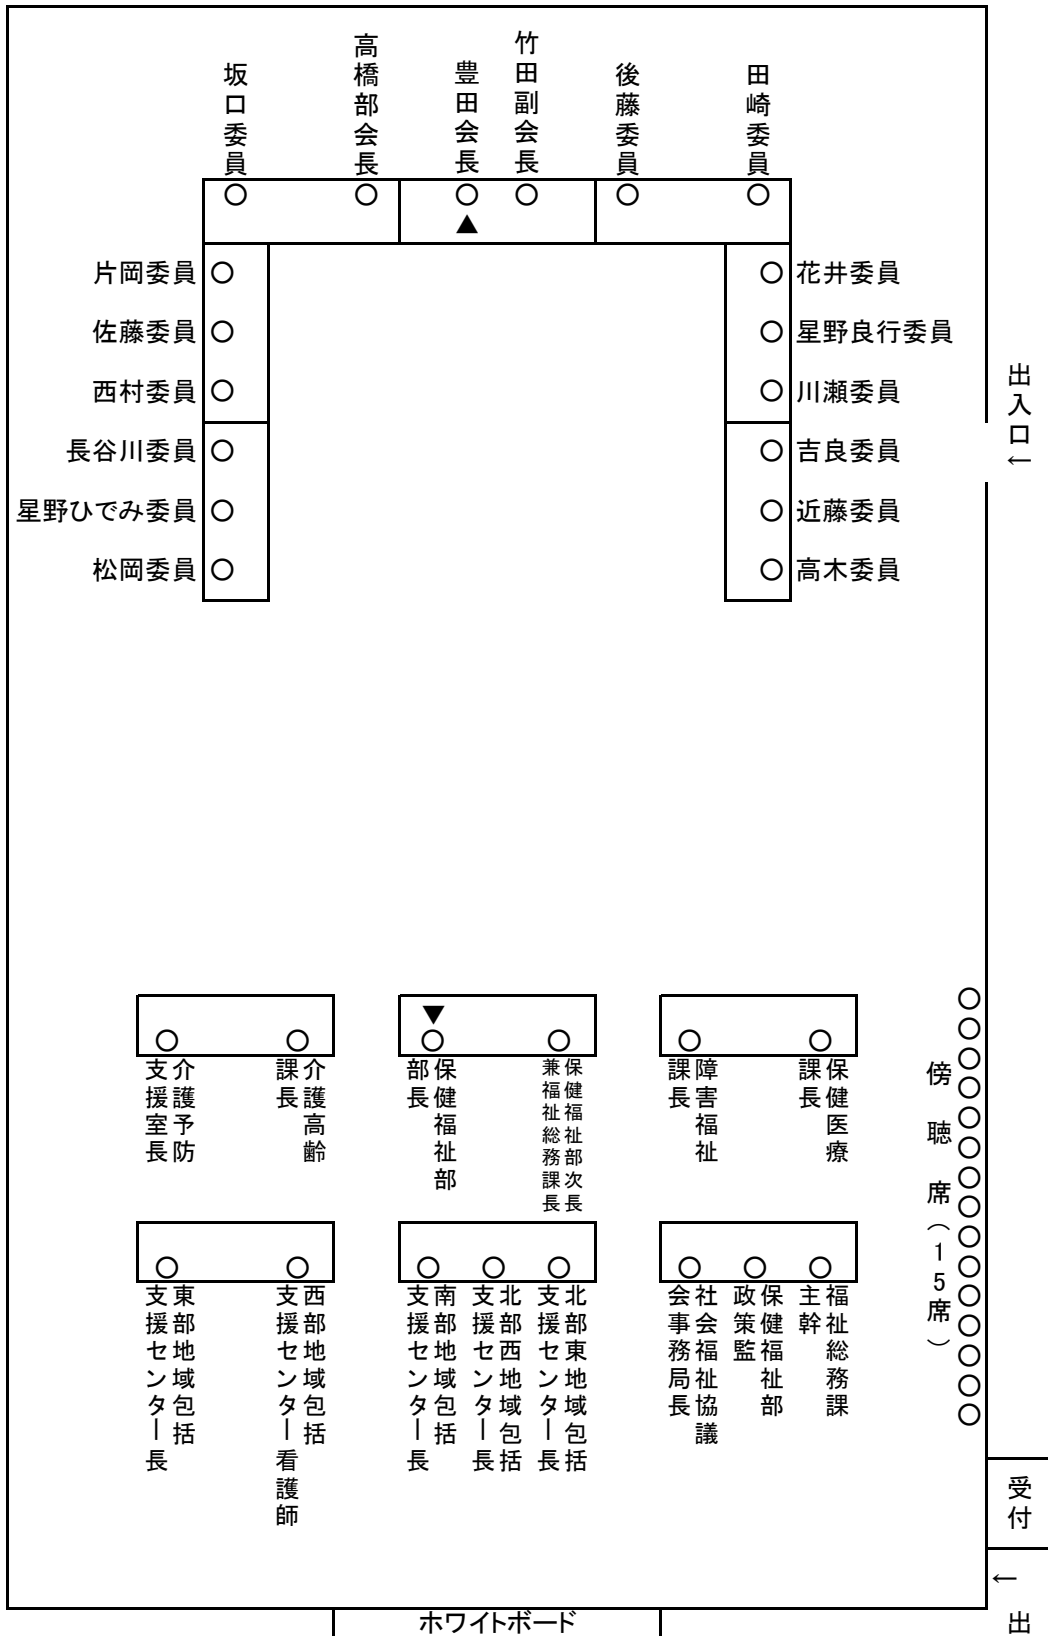 坂口委員
高橋部会長
豊田会長
竹田副会長
後藤委員
田崎委員
▲
片岡委員
佐藤委員
西村委員
長谷川委員
星野ひでみ委員
松岡委員
花井委員
星野良行委員
川瀬委員
吉良委員
近藤委員
高木委員
出入口←
▼
介護予防
支援室長
介護高齢
課長
保健福祉部
部長
保健福祉部次長
兼福祉総務課長
障害福祉
課長
保健医療
課長
傍聴席(15席)
東部地域包括
支援センター長
西部地域包括
支援センター看護師
南部地域包括
支援センター長
北部西地域包括
支援センター長
北部東地域包括
支援センター長
社会福祉協議
会事務局長
保健福祉部
政策監
福祉総務課
主幹
受付
←
出
ホワイトボード